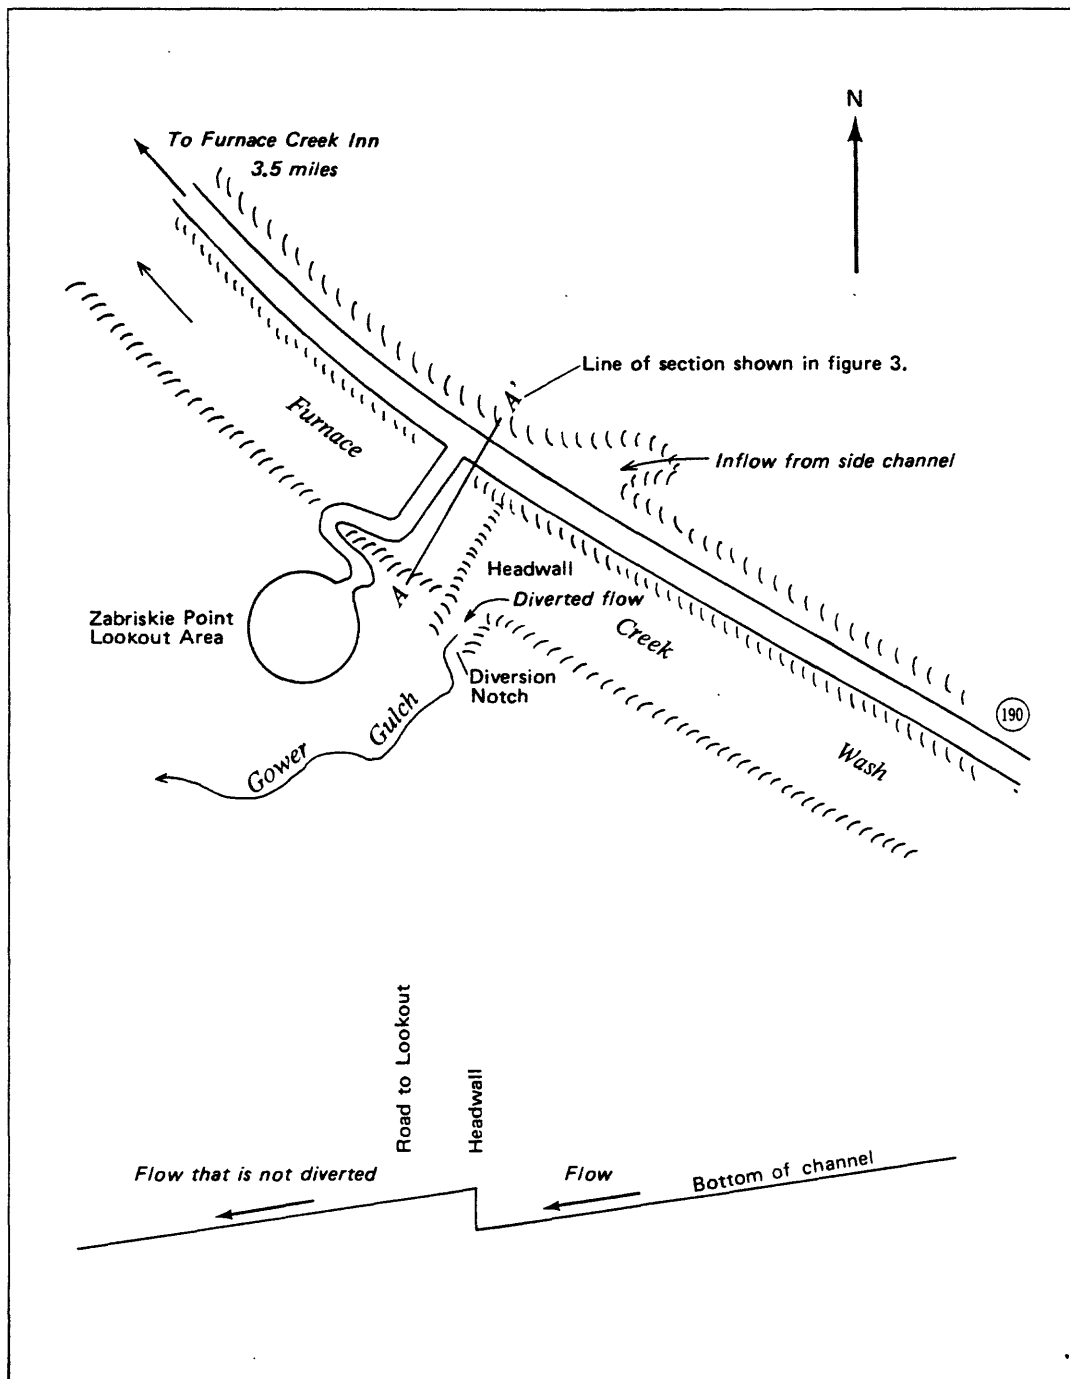 N
To Furnace Creek Inn
3.5 miles
Line of section shown in figure 3.
A'
Furnace
Inflow from side channel
Headwall
A
Diverted flow
Zabriskie Point
Lookout Area
Creek
Diversion
Notch
190
Gower Gulch
Wash
Road to Lookout
Headwall
Flow that is not diverted
Flow
Bottom of channel